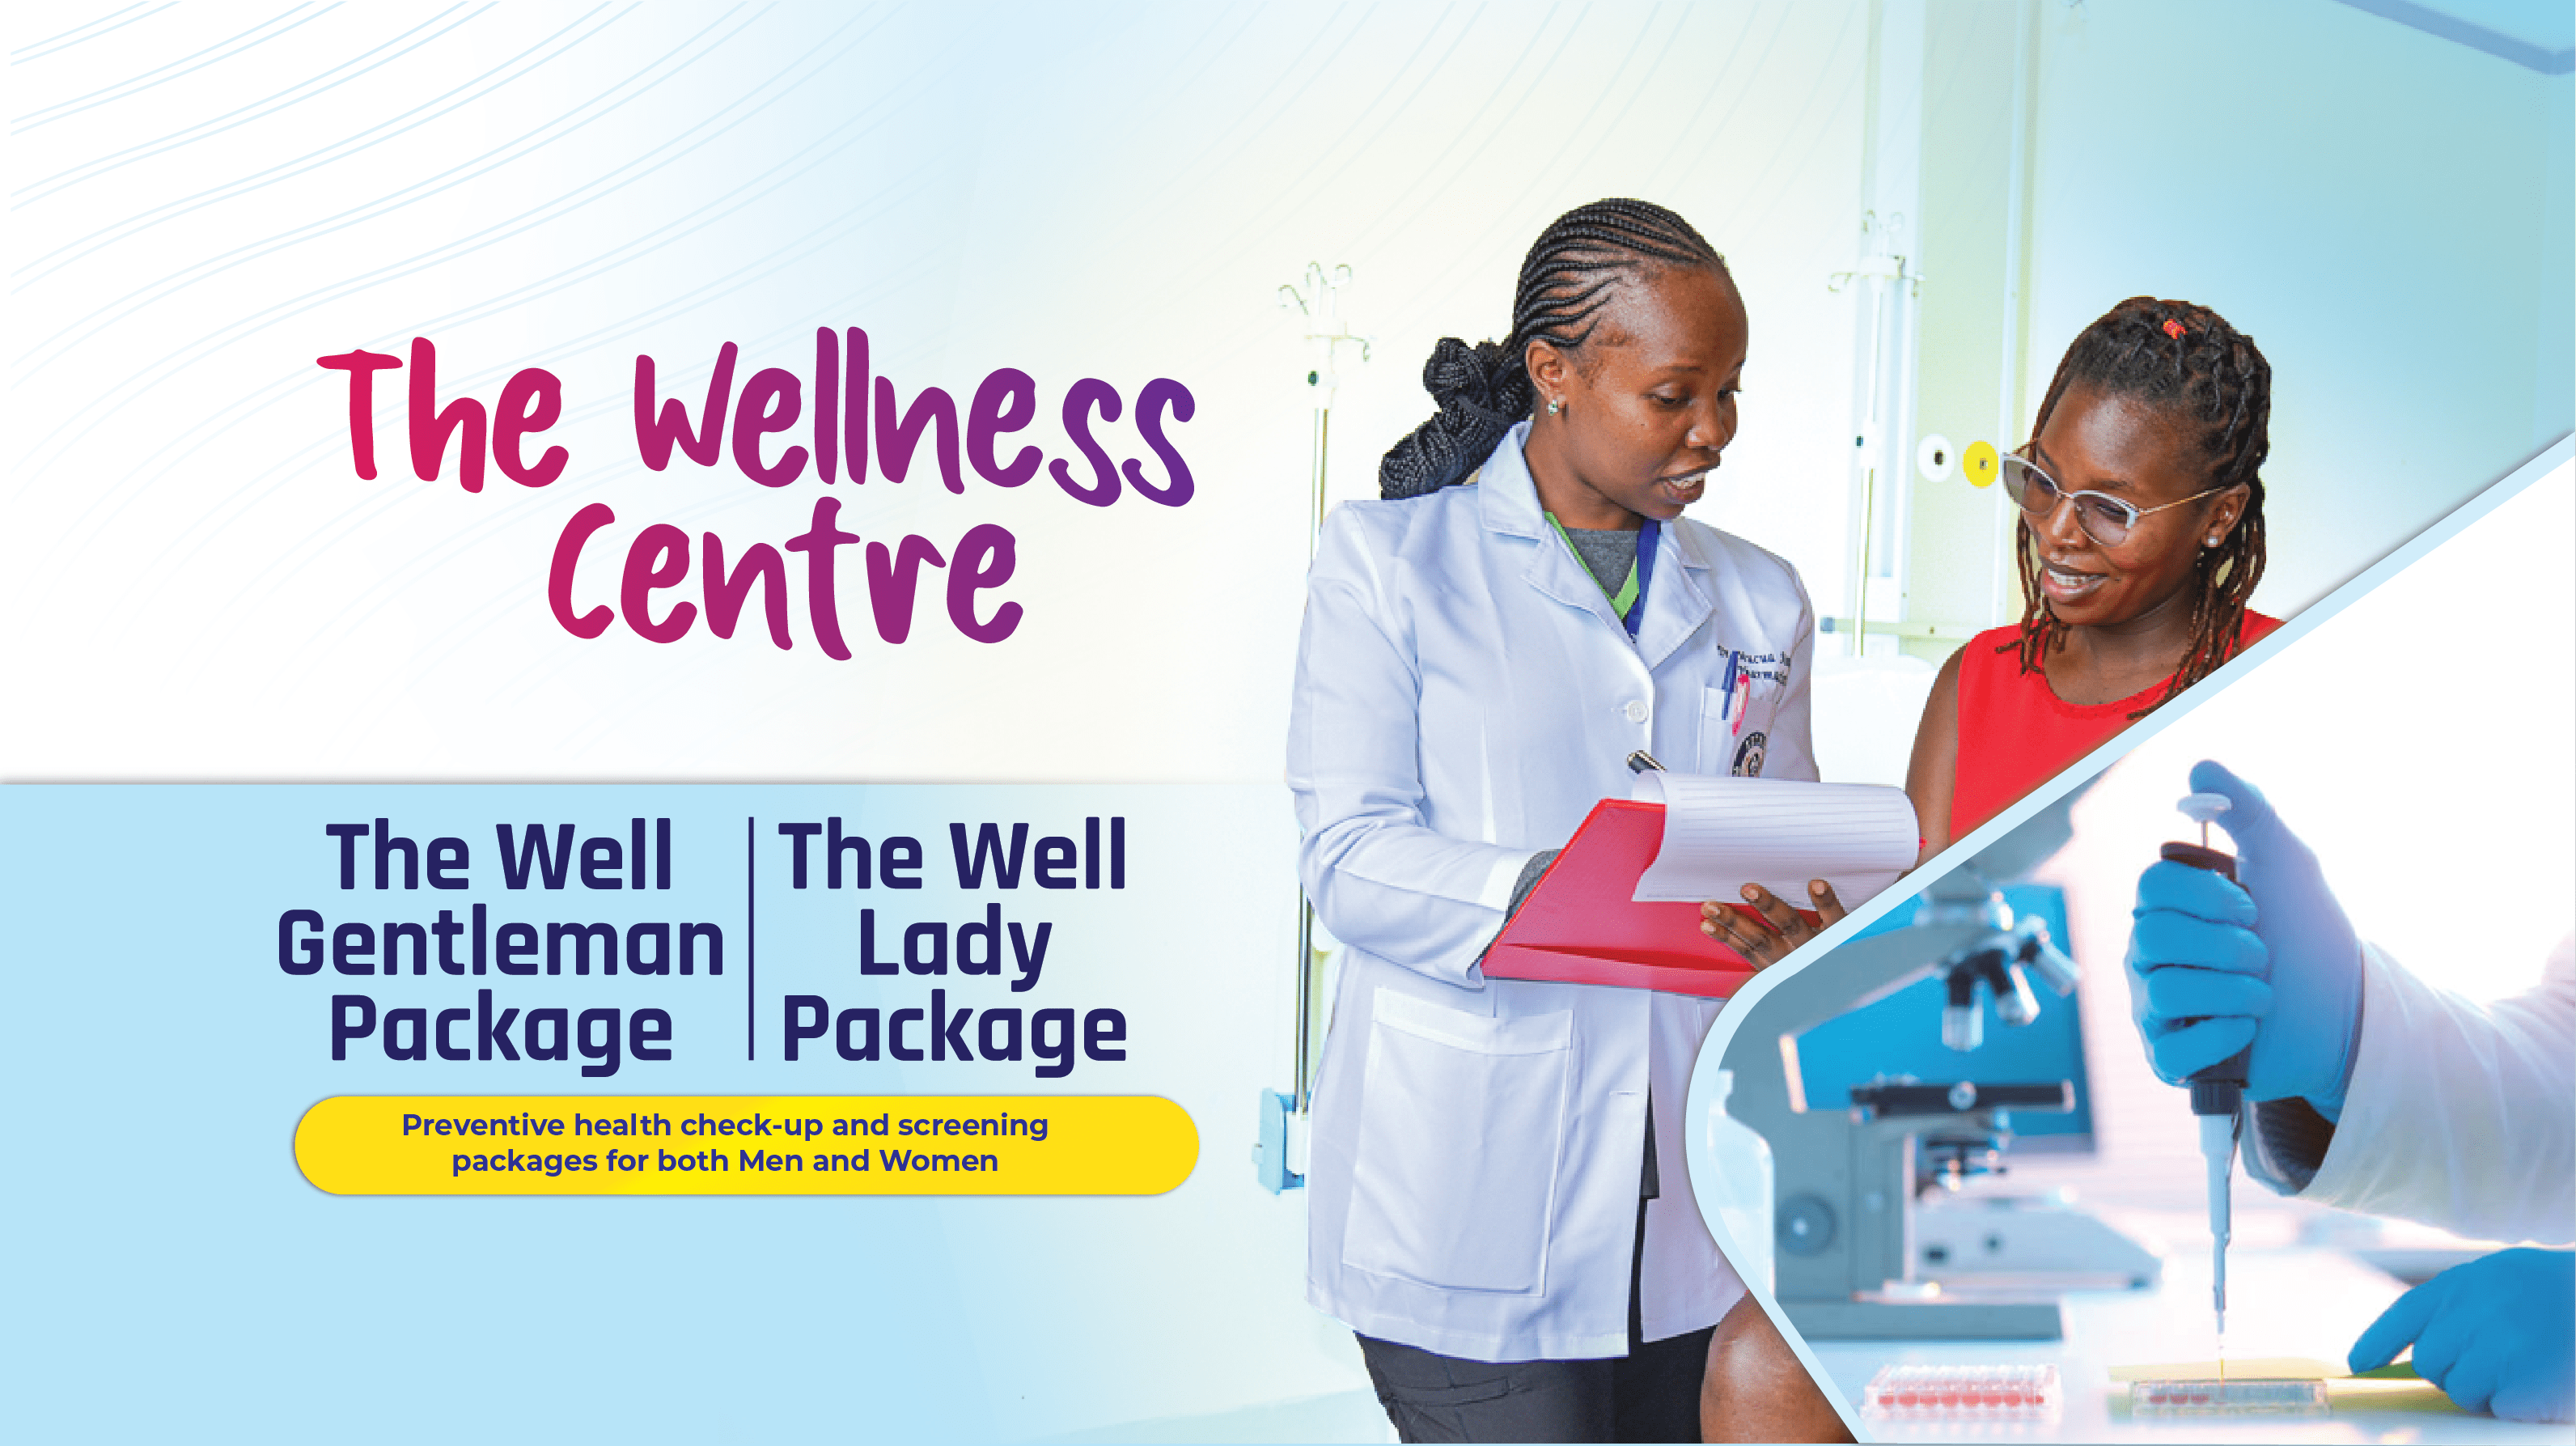 The Wellness
Centre
The Well
Gentleman
Package
The Well
Lady
Package
Preventive health check-up and screening
packages for both Men and Women